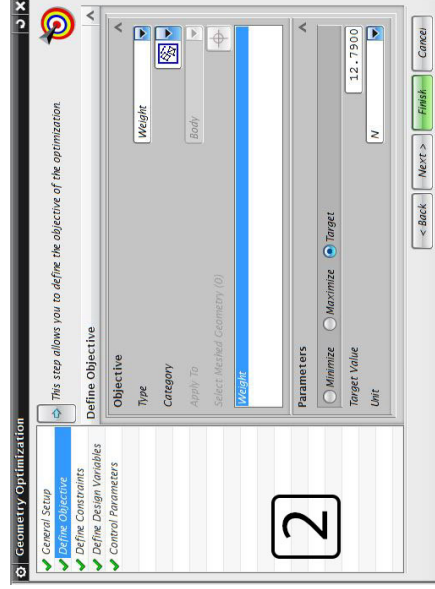 Geometry Optimization
General Setup
Define Objective
Define Constraints
Define Design Variables
Control Parameters
2
This step allows you to define the objective of the optimization.
Define Objective
Objective
Type
Weight
Category
Apply To
Body
Select Meshed Geometry (0)
Weight
Parameters
Minimize Maximize Target
Target Value
12.7900
Unit
N
< Back Next > Finish Cancel